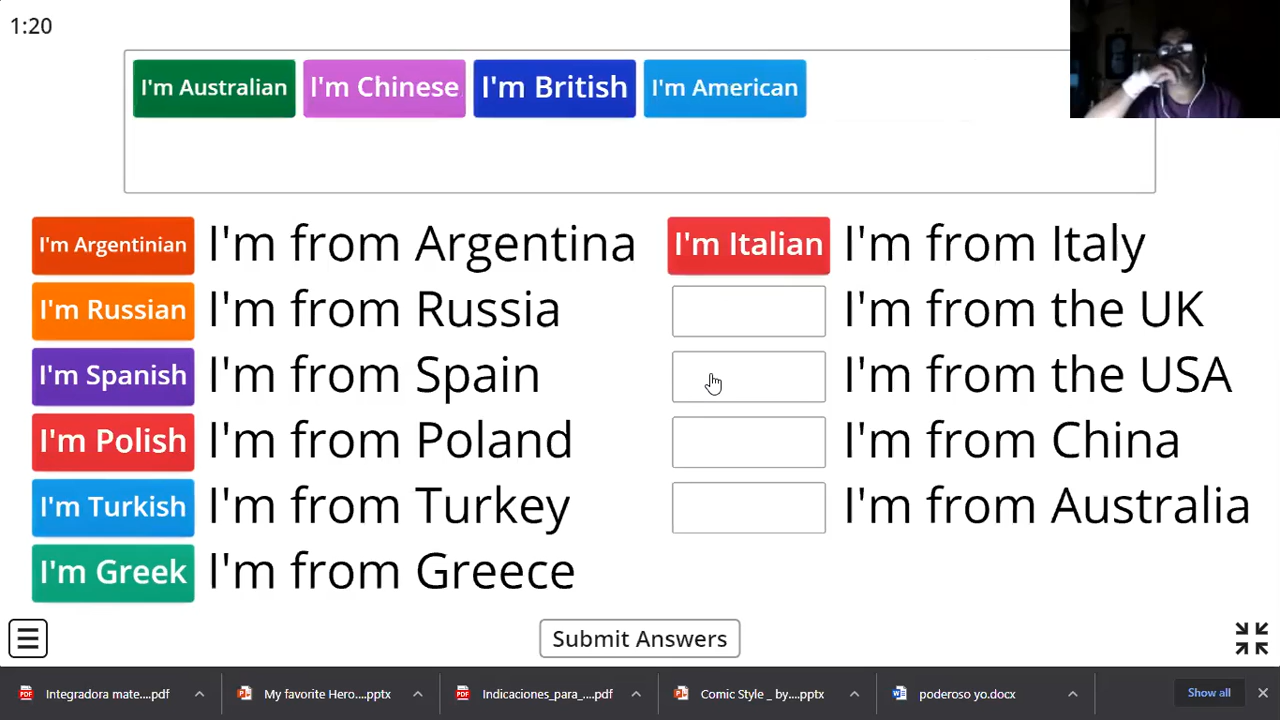 1:20
I'm Australian I'm Chinese I'm British I'm American
I'm Argentinian I'm from Argentina
I'm Russian I'm from Russia
I'm Spanish I'm from Spain
I'm Polish I'm from Poland
I'm Turkish I'm from Turkey
I'm Greek I'm from Greece
I'm Italian I'm from Italy
I'm from the UK
I'm from the USA
I'm from China
I'm from Australia
Submit Answers
Integradora mate....pdf My favorite Hero....pptx Indicaciones_para_....pdf Comic Style _ by....pptx poderoso yo.docx Show all